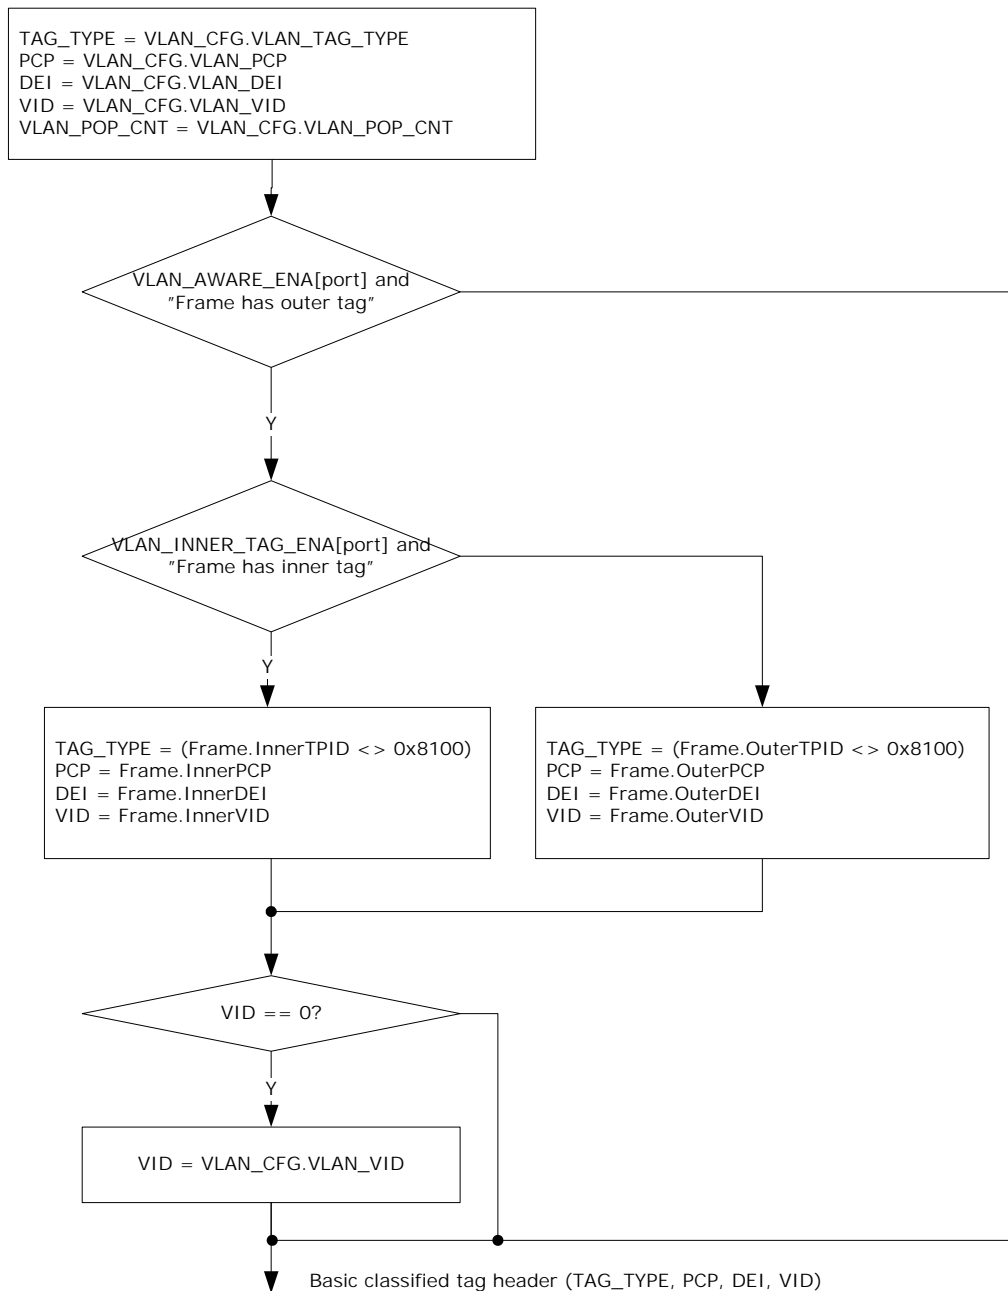 TAG_TYPE = VLAN_CFG.VLAN_TAG_TYPE
PCP = VLAN_CFG.VLAN_PCP
DEI = VLAN_CFG.VLAN_DEI
VID = VLAN_CFG.VLAN_VID
VLAN_POP_CNT = VLAN_CFG.VLAN_POP_CNT
VLAN_AWARE_ENA[port] and
"Frame has outer tag"
Y
VLAN_INNER_TAG_ENA[port] and
"Frame has inner tag"
Y
TAG_TYPE = (Frame.InnerTPID <> 0x8100)
PCP = Frame.InnerPCP
DEI = Frame.InnerDEI
VID = Frame.InnerVID
TAG_TYPE = (Frame.OuterTPID <> 0x8100)
PCP = Frame.OuterPCP
DEI = Frame.OuterDEI
VID = Frame.OuterVID
VID == 0?
Y
VID = VLAN_CFG.VLAN_VID
Basic classified tag header (TAG_TYPE, PCP, DEI, VID)